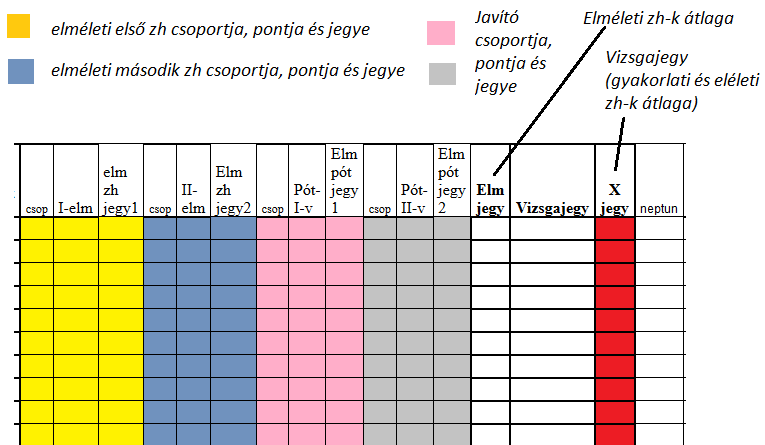 elméleti első zh csoportja, pontja és jegye
elméleti második zh csoportja, pontja és jegye
Javító
csoportja,
pontja és
jegye
Elméleti zh-k átlaga
Vizsgajegy
(gyakorlati és eléleti
zh-k átlaga)
csop
I-elm
elm
zh
jegy1
csop
II-
elm
Elm
zh
jegy2
csop
Pót-
I-v
Elm
pót
jegy
1
csop
Pót-
II-v
Elm
pót
jegy
2
Elm
jegy
Vizsgajegy
X
jegy
neptun